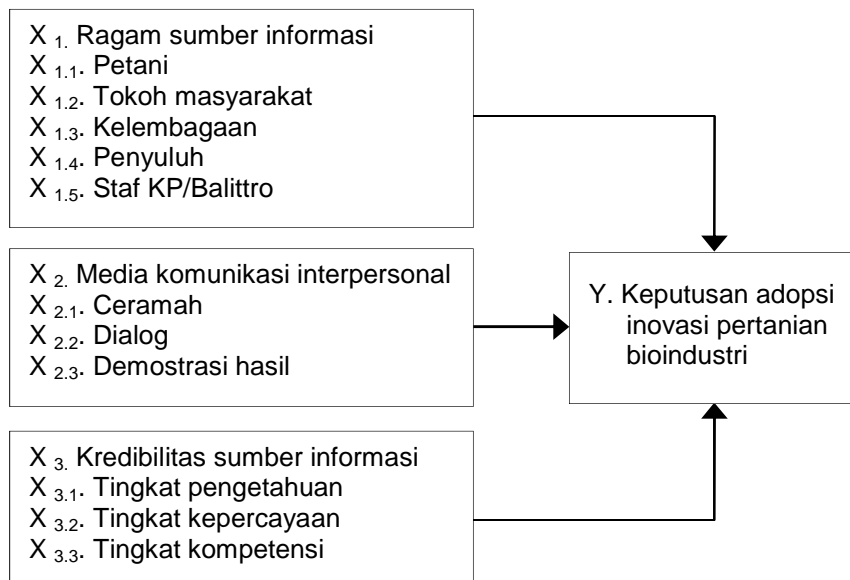 X 1. Ragam sumber informasi
X 1.1. Petani
X 1.2. Tokoh masyarakat
X 1.3. Kelembagaan
X 1.4. Penyuluh
X 1.5. Staf KP/Balittro
X 2. Media komunikasi interpersonal
X 2.1. Ceramah
X 2.2. Dialog
X 2.3. Demostrasi hasil
X 3. Kredibilitas sumber informasi
X 3.1. Tingkat pengetahuan
X 3.2. Tingkat kepercayaan
X 3.3. Tingkat kompetensi
Y. Keputusan adopsi
inovasi pertanian
bioindustri